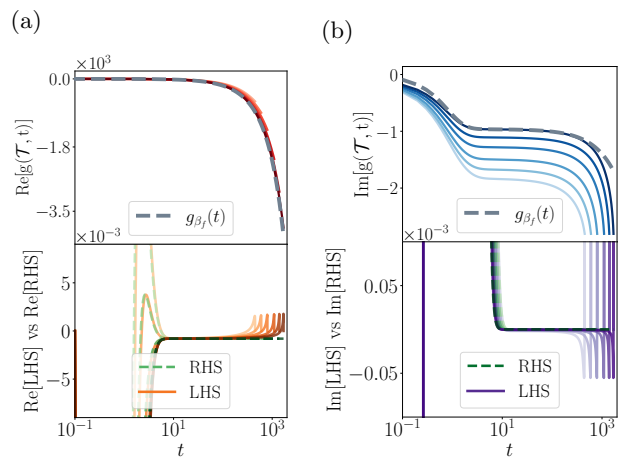 (a)
×10³
0.0
−1.8
−3.5
Re[g(𝒯, t)]
g_{β_f}(t)
×10⁻³
5
0
−5
Re[LHS] vs Re[RHS]
RHS
LHS
10⁻¹ 10¹ 10³
t
(b)
0
−1
−2
Im[g(𝒯, t)]
g_{β_f}(t)
×10⁻³
0.05
−0.05
Im[LHS] vs Im[RHS]
RHS
LHS
10⁻¹ 10¹ 10³
t